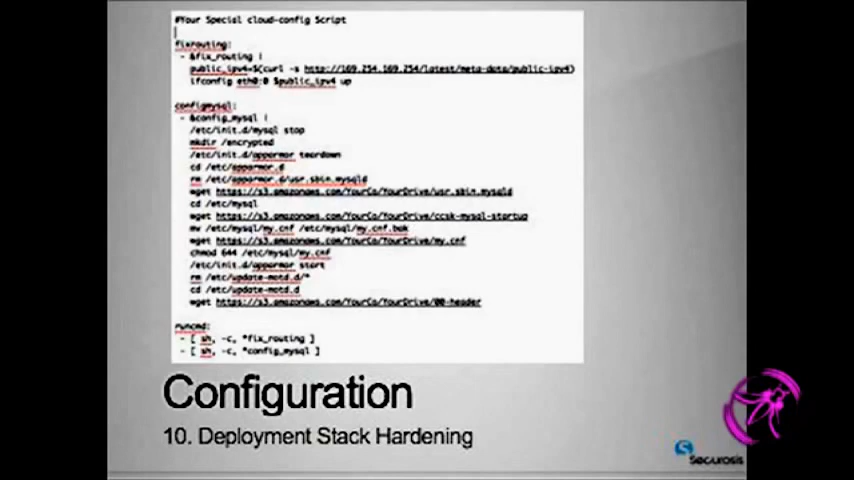 #Your Special cloud-config Script
fixrouting:
- &fix_routing |
public_ipv4=$(curl -s http://169.254.169.254/latest/meta-data/public-ipv4)
ifconfig eth0:0 $public_ipv4 up
configmysql:
- &config_mysql |
/etc/init.d/mysql stop
mkdir /encrypted
/etc/init.d/apparmor teardown
cd /etc/apparmor.d
rm /etc/apparmor.d/usr.sbin.mysqld
wget https://s3.amazonaws.com/YourCo/YourDrive/usr.sbin.mysqld
cd /etc/mysql
wget https://s3.amazonaws.com/YourCo/YourDrive/ccsk-mysql-startup
mv /etc/mysql/my.cnf /etc/mysql/my.cnf.bak
wget https://s3.amazonaws.com/YourCo/YourDrive/my.cnf
chmod 644 /etc/mysql/my.cnf
/etc/init.d/apparmor start
rm /etc/update-motd.d/*
cd /etc/update-motd.d
wget https://s3.amazonaws.com/YourCo/YourDrive/00-header
runcmd:
- [ sh, -c, *fix_routing ]
- [ sh, -c, *config_mysql ]
Configuration
10. Deployment Stack Hardening
Securosis